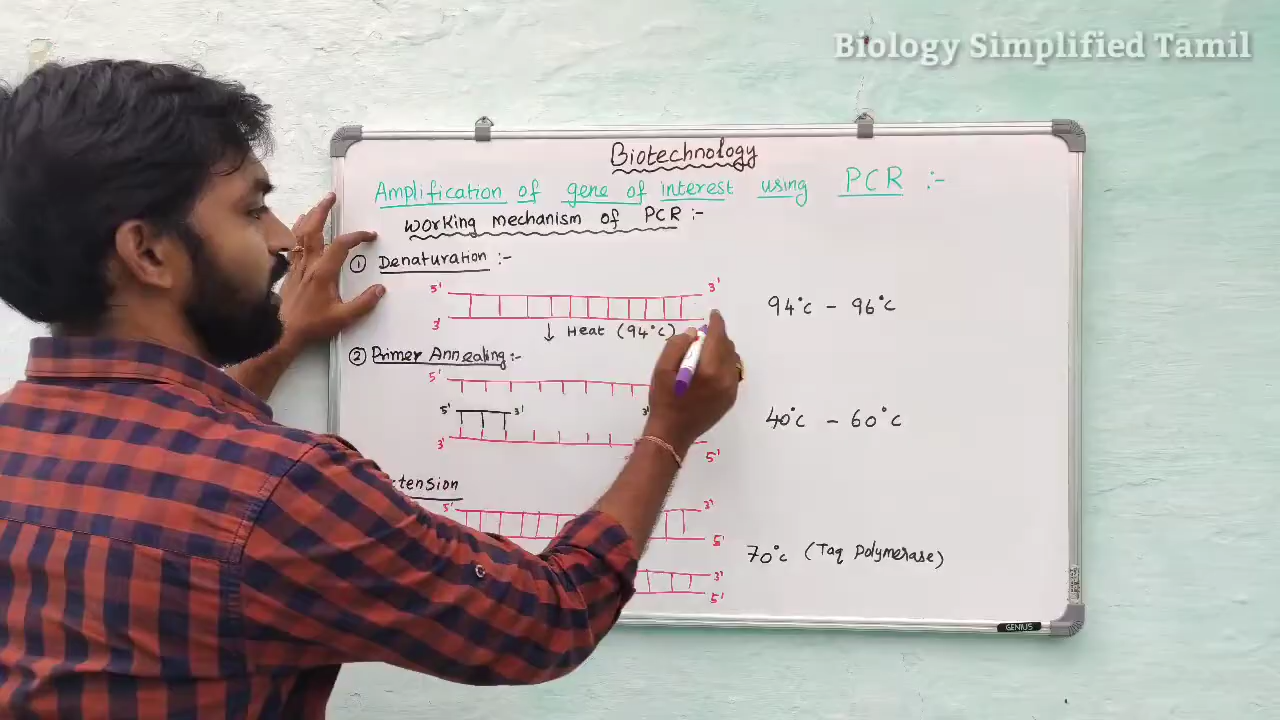 Biology Simplified Tamil
Biotechnology
Amplification of gene of interest using PCR :-
Working mechanism of PCR :-
① Denaturation :-
5' 3'
3'
94°c - 96°c
↓ Heat (94°c)
② Primer Annealing :-
5'
5' 3' 3'
3' 5'
40°c - 60°c
5' 3'
5'
70°c (Taq polymerase)
3'
5'
GENIUS